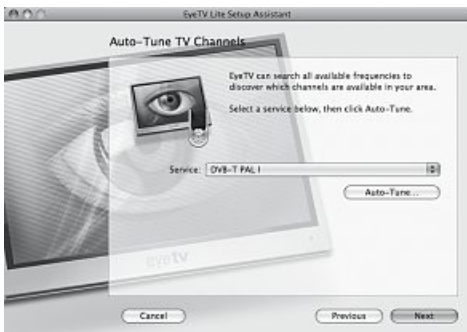 EyeTV Lite Setup Assistant
Auto-Tune TV Channels
EyeTV can search all available frequencies to
discover which channels are available in your area.
Select a service below, then click Auto-Tune.
Service: DVB-T PAL I
Auto-Tune...
eyetv
Cancel
Previous
Next